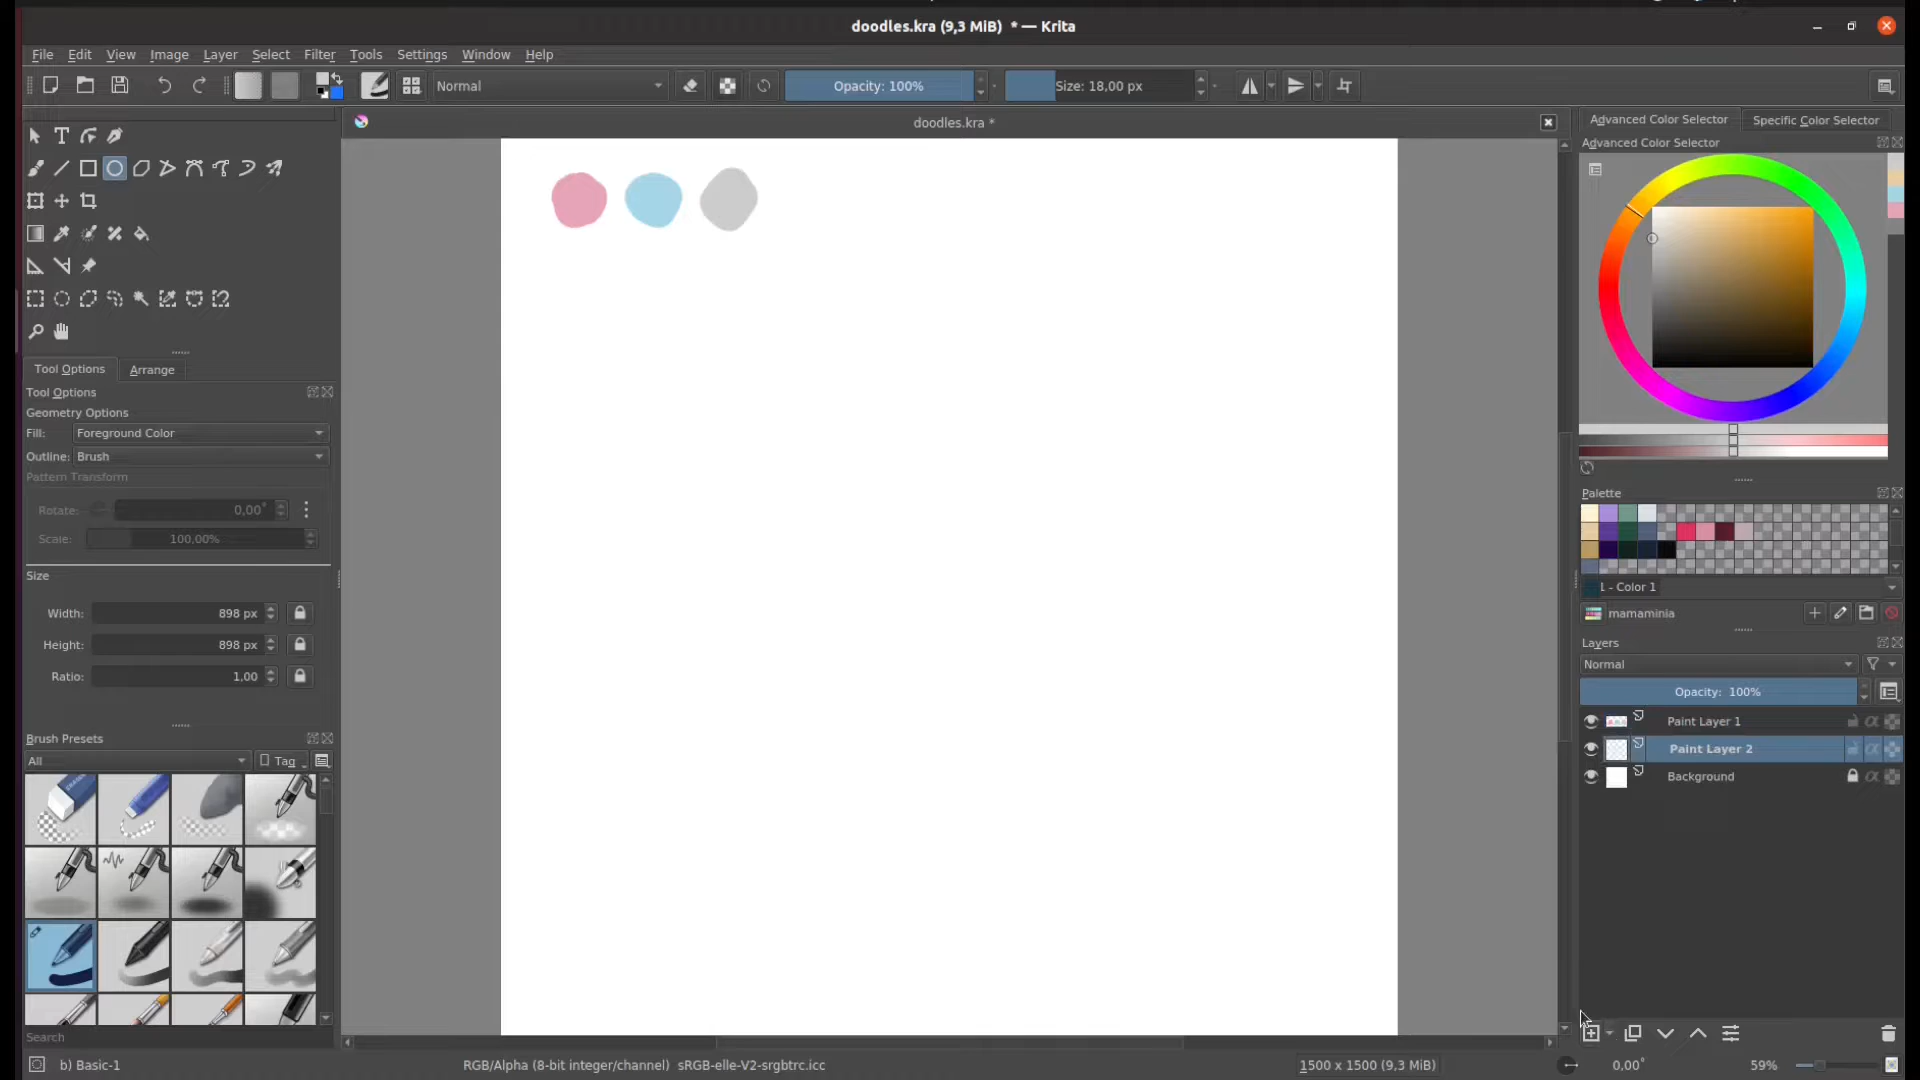 doodles.kra (9,3 MiB) * — Krita
File Edit View Image Layer Select Filter Tools Settings Window Help
Normal Opacity: 100% Size: 18,00 px
doodles.kra *
Advanced Color Selector Specific Color Selector
Advanced Color Selector
Tool Options Arrange
Tool Options
Geometry Options
Fill: Foreground Color
Outline: Brush
Pattern Transform
Rotate: 0,00°
Scale: 100,00%
Size
Width: 898 px
Height: 898 px
Ratio: 1,00
Brush Presets
All Tag
Search
Palette
1 - Color 1
mamaminia
Layers
Normal
Opacity: 100%
Paint Layer 1
Paint Layer 2
Background
b) Basic-1 RGB/Alpha (8-bit integer/channel) sRGB-elle-V2-srgbtrc.icc 1500 x 1500 (9,3 MiB) 0,00° 59%